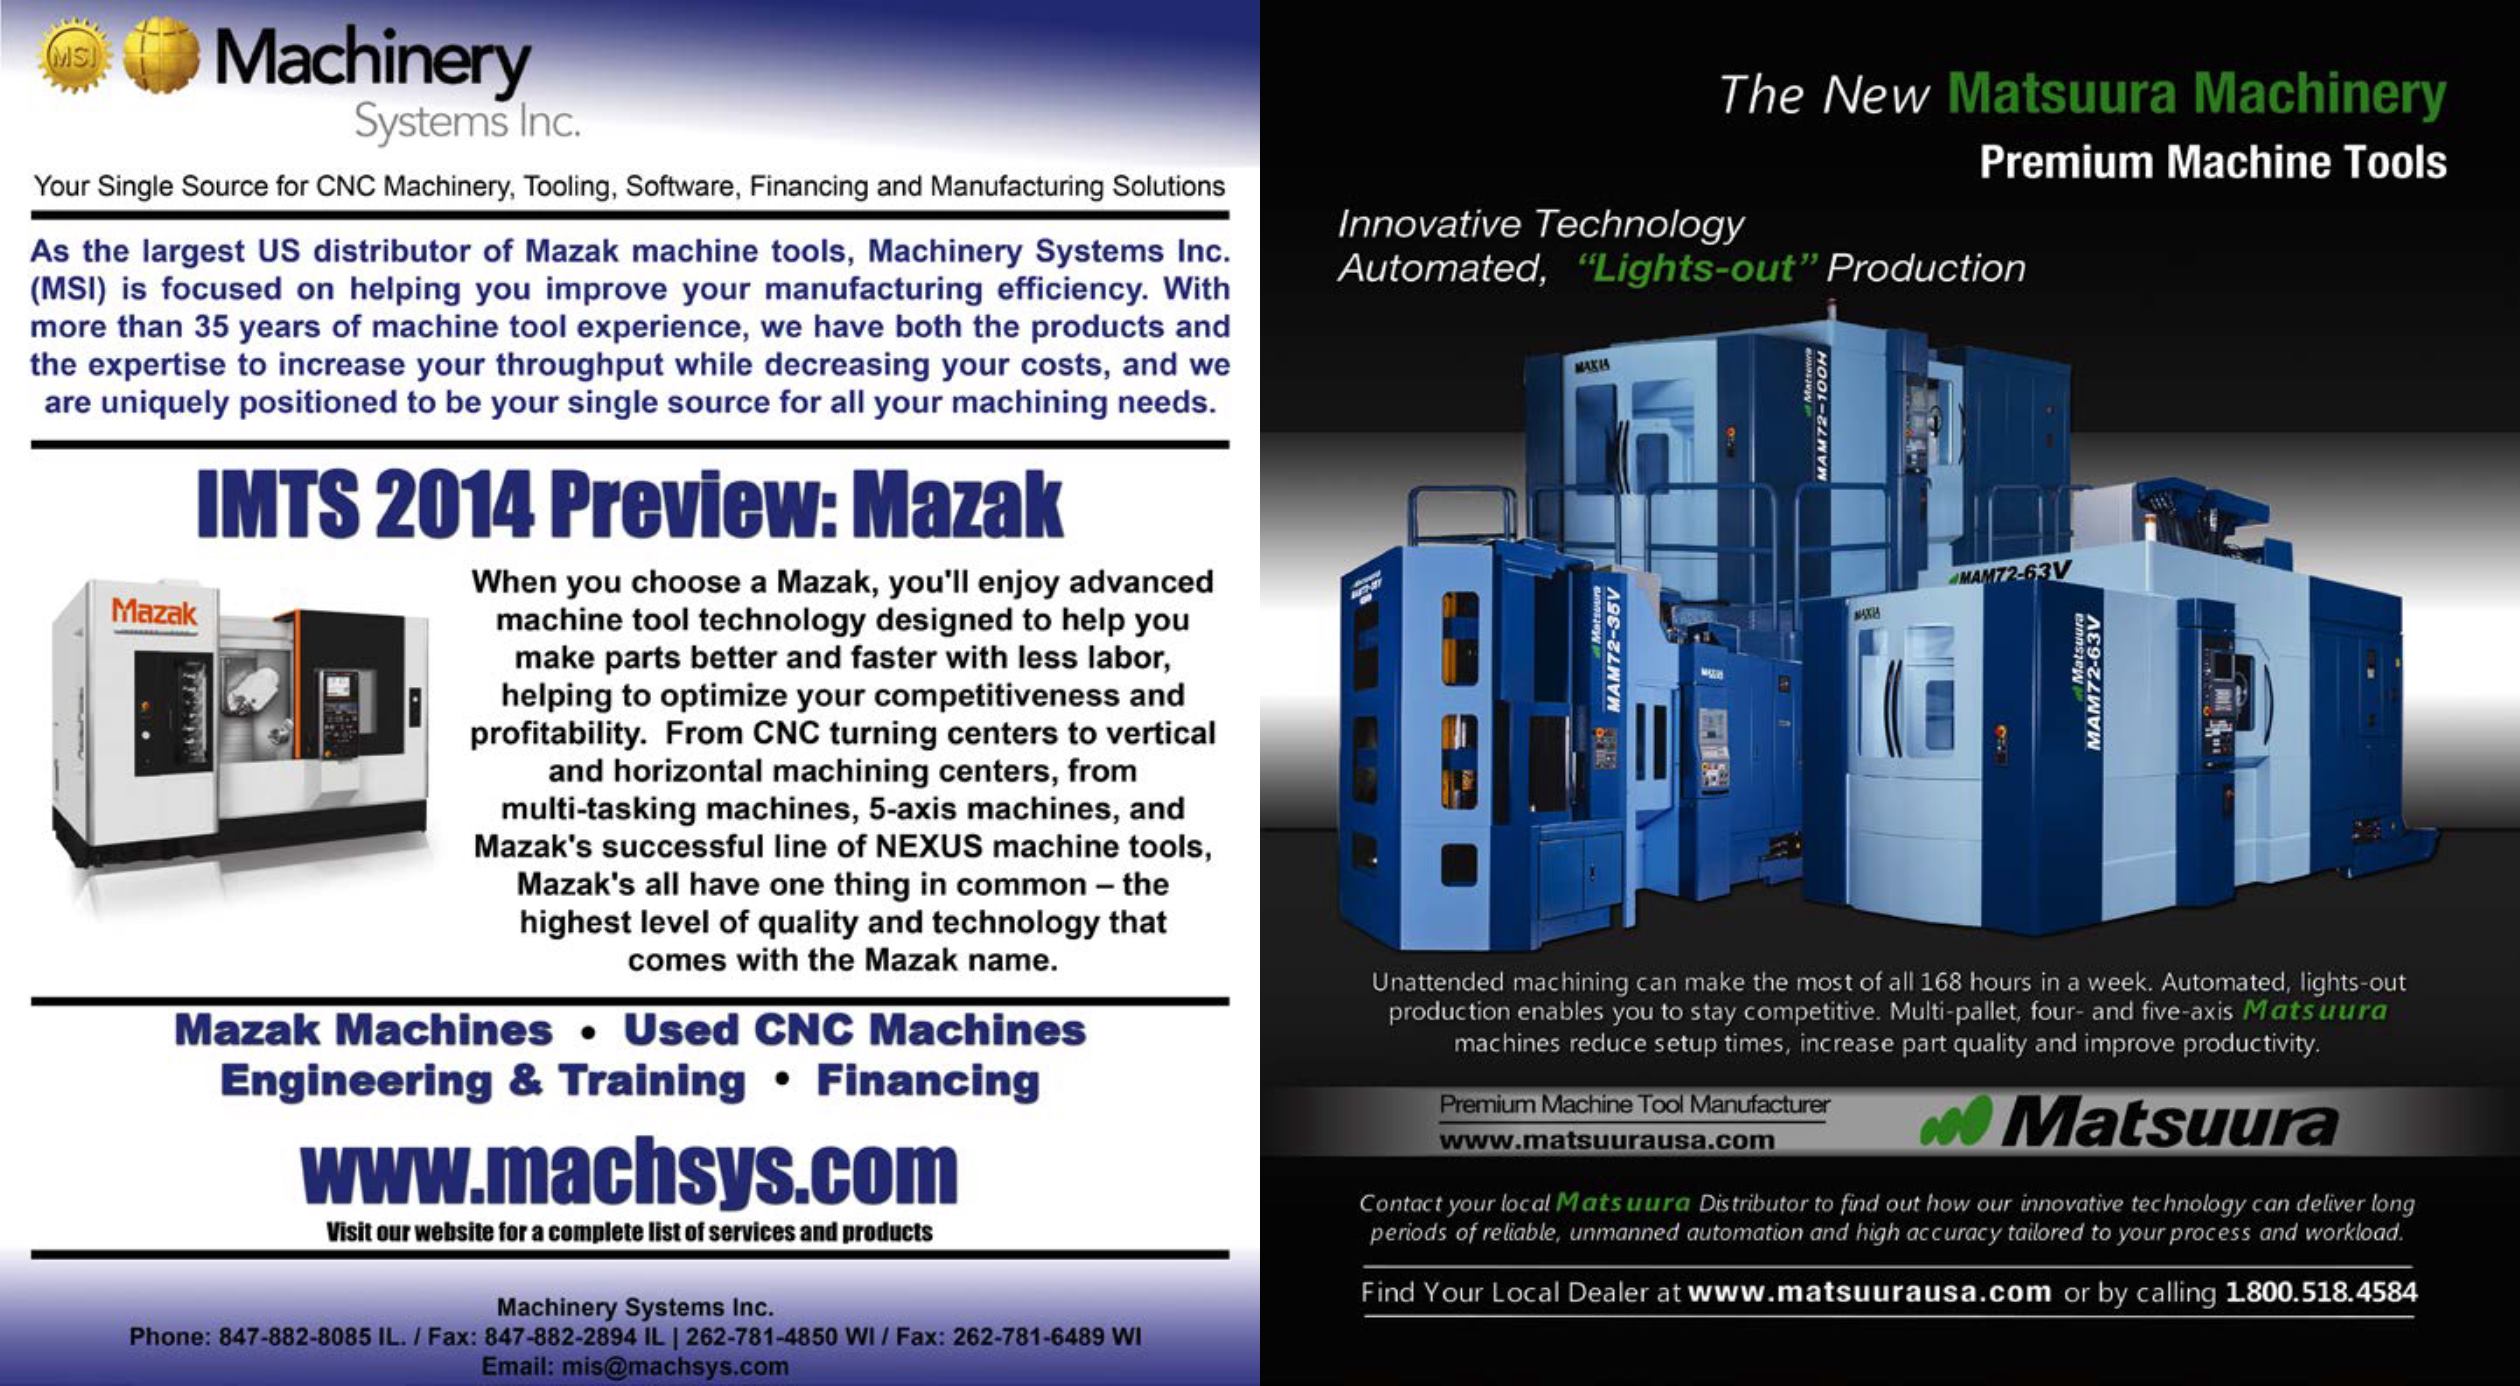 MSI
Machinery
Systems Inc.
Your Single Source for CNC Machinery, Tooling, Software, Financing and Manufacturing Solutions
As the largest US distributor of Mazak machine tools, Machinery Systems Inc.
(MSI) is focused on helping you improve your manufacturing efficiency. With
more than 35 years of machine tool experience, we have both the products and
the expertise to increase your throughput while decreasing your costs, and we
are uniquely positioned to be your single source for all your machining needs.
IMTS 2014 Preview: Mazak
Mazak
When you choose a Mazak, you'll enjoy advanced
machine tool technology designed to help you
make parts better and faster with less labor,
helping to optimize your competitiveness and
profitability. From CNC turning centers to vertical
and horizontal machining centers, from
multi-tasking machines, 5-axis machines, and
Mazak's successful line of NEXUS machine tools,
Mazak's all have one thing in common – the
highest level of quality and technology that
comes with the Mazak name.
Mazak Machines • Used CNC Machines
Engineering & Training • Financing
www.machsys.com
Visit our website for a complete list of services and products
Machinery Systems Inc.
Phone: 847-882-8085 IL. / Fax: 847-882-2894 IL | 262-781-4850 WI / Fax: 262-781-6489 WI
Email: mis@machsys.com
The New Matsuura Machinery
Premium Machine Tools
Innovative Technology
Automated, “Lights-out” Production
MAXIA
Matsuura
MAM72-100H
MAM72-63V
Matsuura
MAM72-35V
MAXIA
Matsuura
MAM72-63V
Unattended machining can make the most of all 168 hours in a week. Automated, lights-out
production enables you to stay competitive. Multi-pallet, four- and five-axis Matsuura
machines reduce setup times, increase part quality and improve productivity.
Premium Machine Tool Manufacturer
www.matsuurausa.com
Matsuura
Contact your local Matsuura Distributor to find out how our innovative technology can deliver long
periods of reliable, unmanned automation and high accuracy tailored to your process and workload.
Find Your Local Dealer at www.matsuurausa.com or by calling 1.800.518.4584